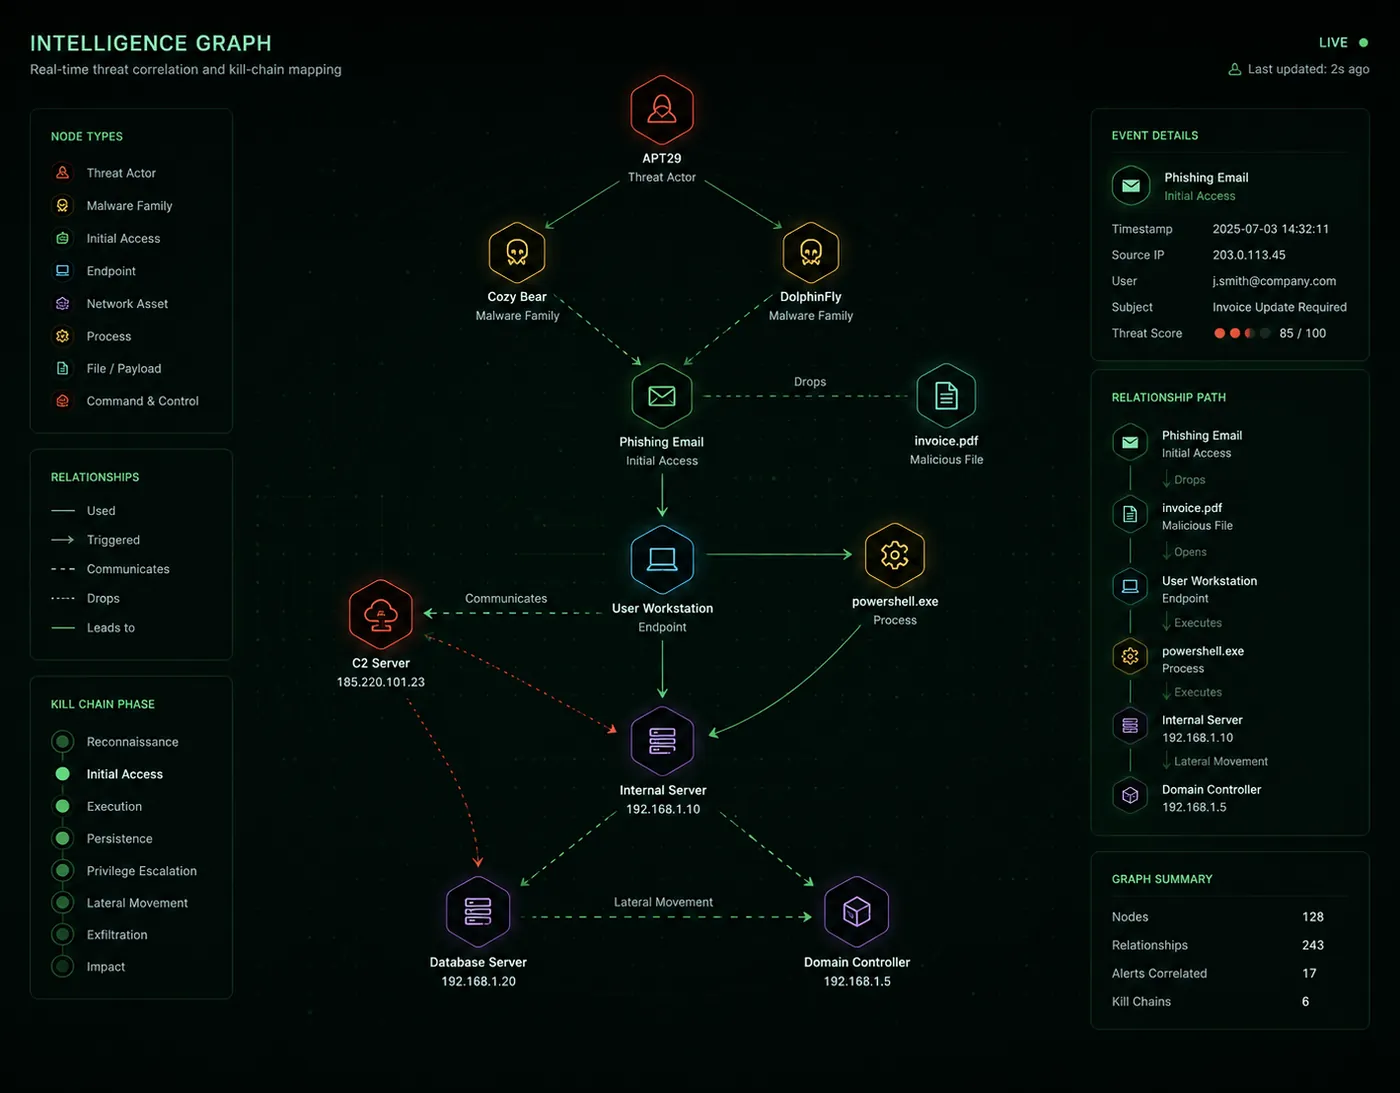 INTELLIGENCE GRAPH
Real-time threat correlation and kill-chain mapping
LIVE
Last updated: 2s ago
NODE TYPES
Threat Actor
Malware Family
Initial Access
Endpoint
Network Asset
Process
File / Payload
Command & Control
RELATIONSHIPS
Used
Triggered
Communicates
Drops
Leads to
KILL CHAIN PHASE
Reconnaissance
Initial Access
Execution
Persistence
Privilege Escalation
Lateral Movement
Exfiltration
Impact
APT29
Threat Actor
Cozy Bear
Malware Family
DolphinFly
Malware Family
Phishing Email
Initial Access
Drops
invoice.pdf
Malicious File
User Workstation
Endpoint
powershell.exe
Process
Communicates
C2 Server
185.220.101.23
Internal Server
192.168.1.10
Lateral Movement
Database Server
192.168.1.20
Domain Controller
192.168.1.5
EVENT DETAILS
Phishing Email
Initial Access
Timestamp 2025-07-03 14:32:11
Source IP 203.0.113.45
User j.smith@company.com
Subject Invoice Update Required
Threat Score 85 / 100
RELATIONSHIP PATH
Phishing Email
Initial Access
Drops
invoice.pdf
Malicious File
Opens
User Workstation
Endpoint
Executes
powershell.exe
Process
Executes
Internal Server
192.168.1.10
Lateral Movement
Domain Controller
192.168.1.5
GRAPH SUMMARY
Nodes 128
Relationships 243
Alerts Correlated 17
Kill Chains 6